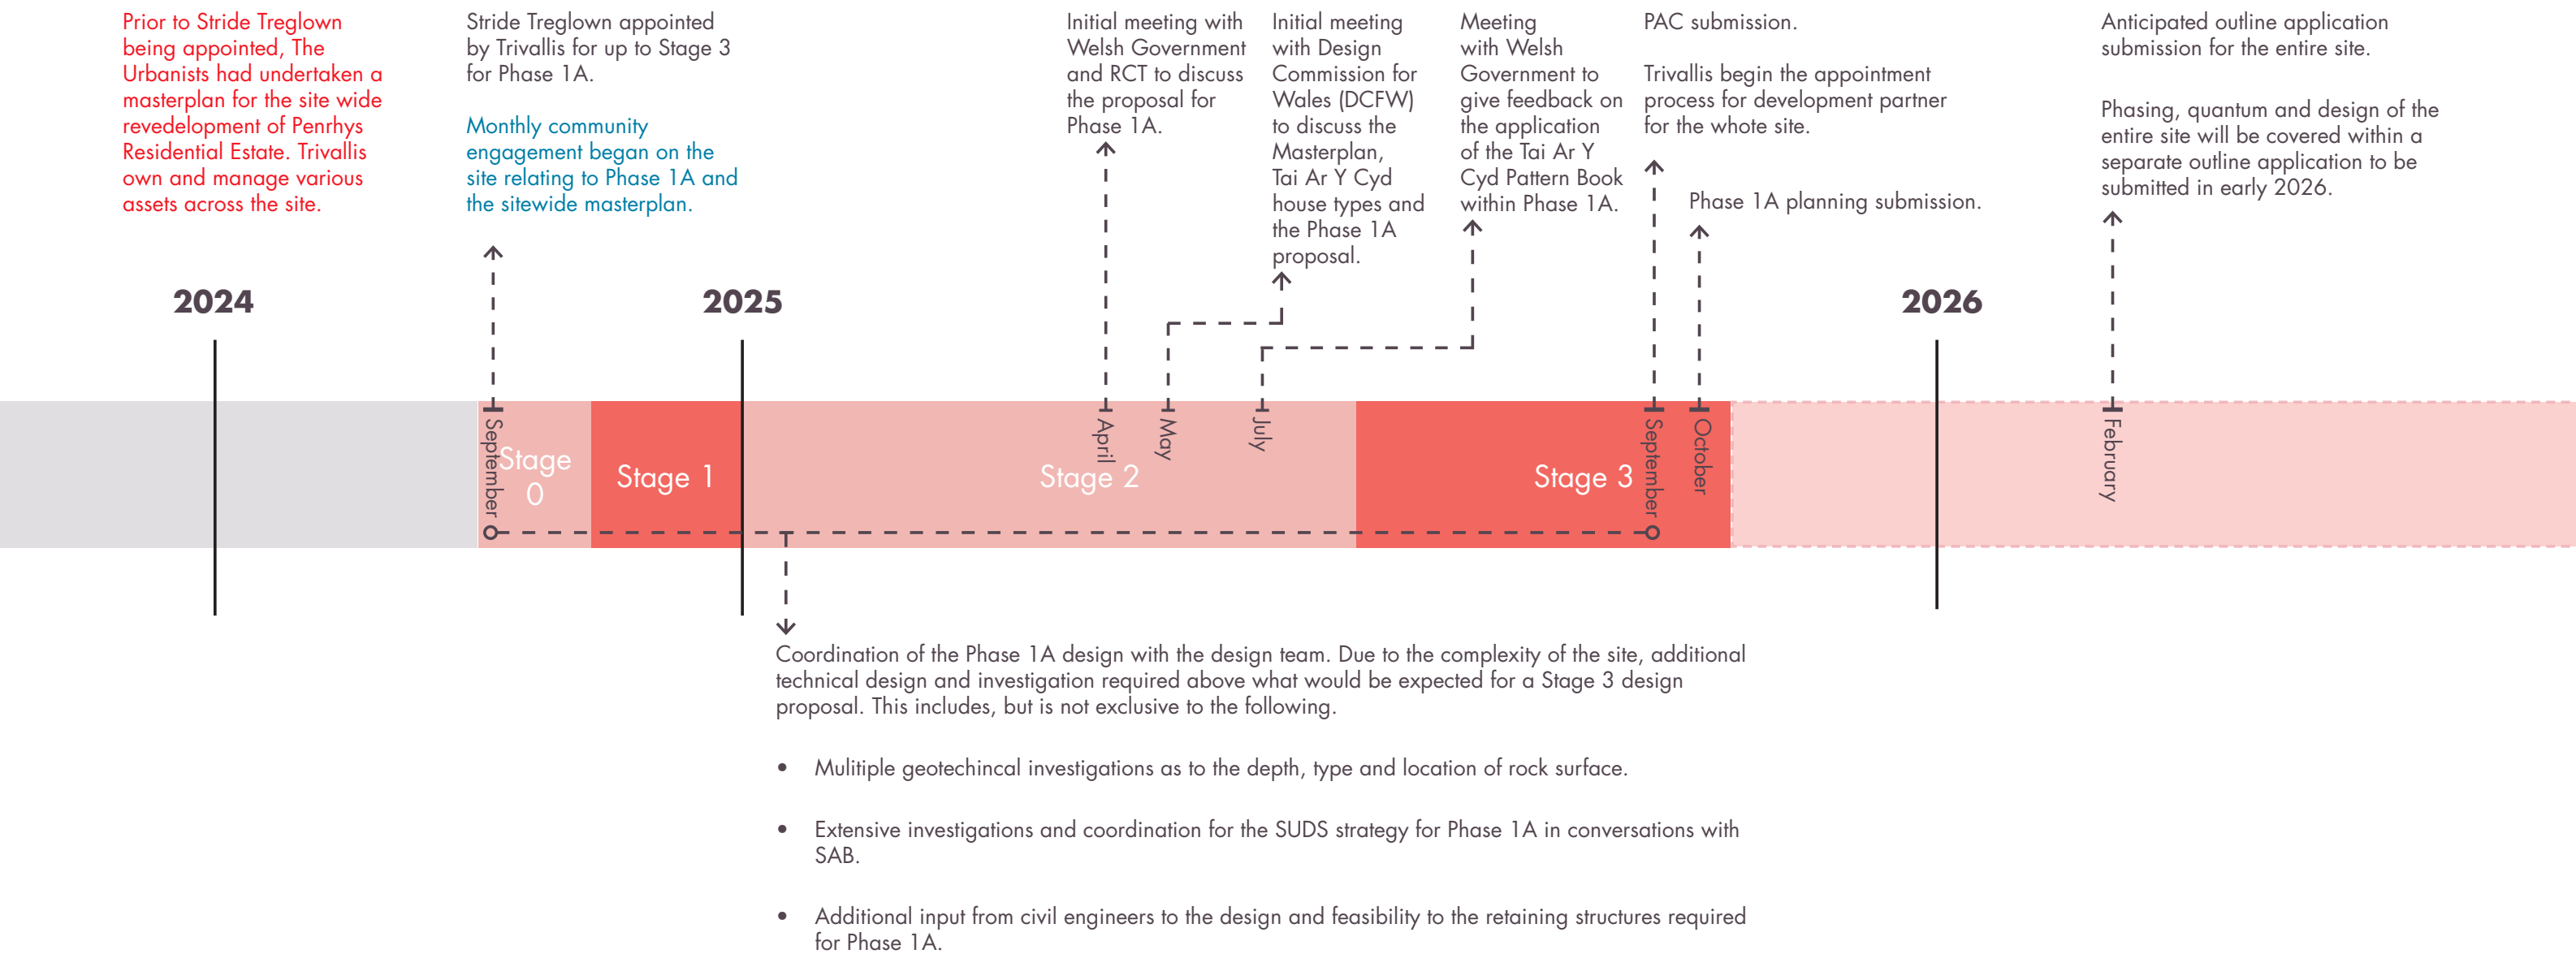 Prior to Stride Treglown
being appointed, The
Urbanists had undertaken a
masterplan for the site wide
revedelopment of Penrhys
Residential Estate. Trivallis
own and manage various
assets across the site.
Stride Treglown appointed
by Trivallis for up to Stage 3
for Phase 1A.
Monthly community
engagement began on the
site relating to Phase 1A and
the sitewide masterplan.
Initial meeting with
Welsh Government
and RCT to discuss
the proposal for
Phase 1A.
Initial meeting
with Design
Commission for
Wales (DCFW)
to discuss the
Masterplan,
Tai Ar Y Cyd
house types and
the Phase 1A
proposal.
Meeting
with Welsh
Government to
give feedback on
the application
of the Tai Ar Y
Cyd Pattern Book
within Phase 1A.
PAC submission.
Trivallis begin the appointment
process for development partner
for the whole site.
Phase 1A planning submission.
Anticipated outline application
submission for the entire site.
Phasing, quantum and design of the
entire site will be covered within a
separate outline application to be
submitted in early 2026.
2024
2025
2026
September
Stage
0
Stage 1
April
May
July
Stage 2
Stage 3
September
October
February
Coordination of the Phase 1A design with the design team. Due to the complexity of the site, additional
technical design and investigation required above what would be expected for a Stage 3 design
proposal. This includes, but is not exclusive to the following.
• Mulitiple geotechincal investigations as to the depth, type and location of rock surface.
• Extensive investigations and coordination for the SUDS strategy for Phase 1A in conversations with
SAB.
• Additional input from civil engineers to the design and feasibility to the retaining structures required
for Phase 1A.